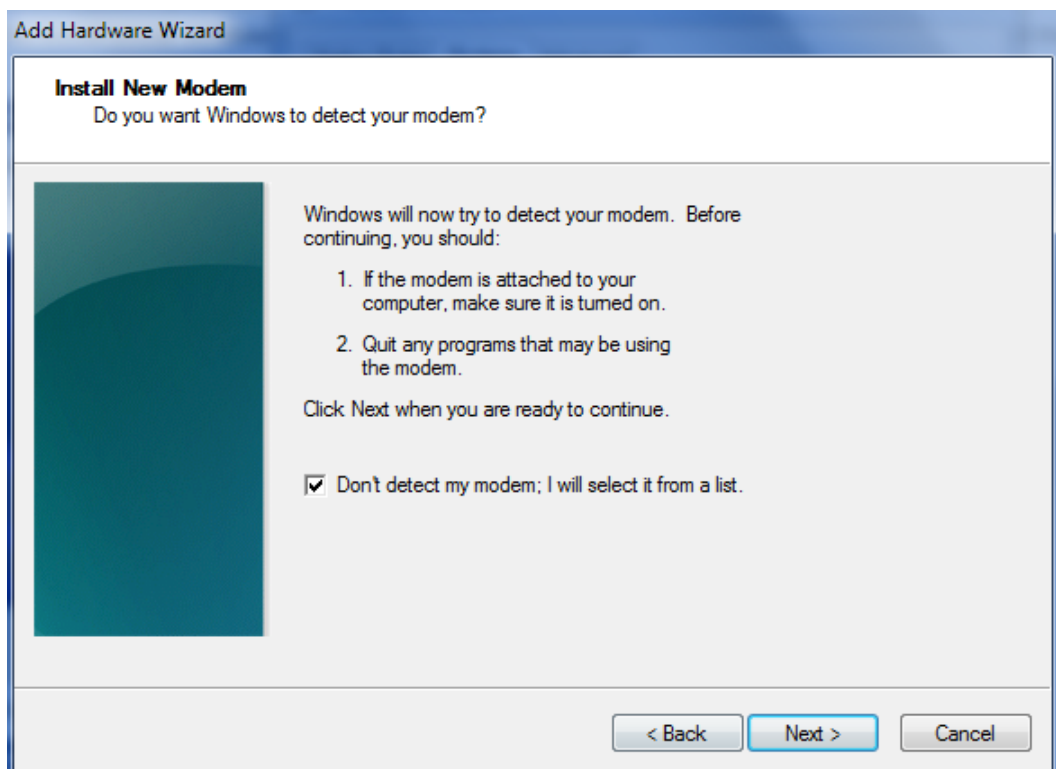 Add Hardware Wizard
Install New Modem
Do you want Windows to detect your modem?
Windows will now try to detect your modem.  Before
continuing, you should:
1. If the modem is attached to your
computer, make sure it is turned on.
2. Quit any programs that may be using
the modem.
Click Next when you are ready to continue.
Don't detect my modem; I will select it from a list.
< Back   Next >   Cancel